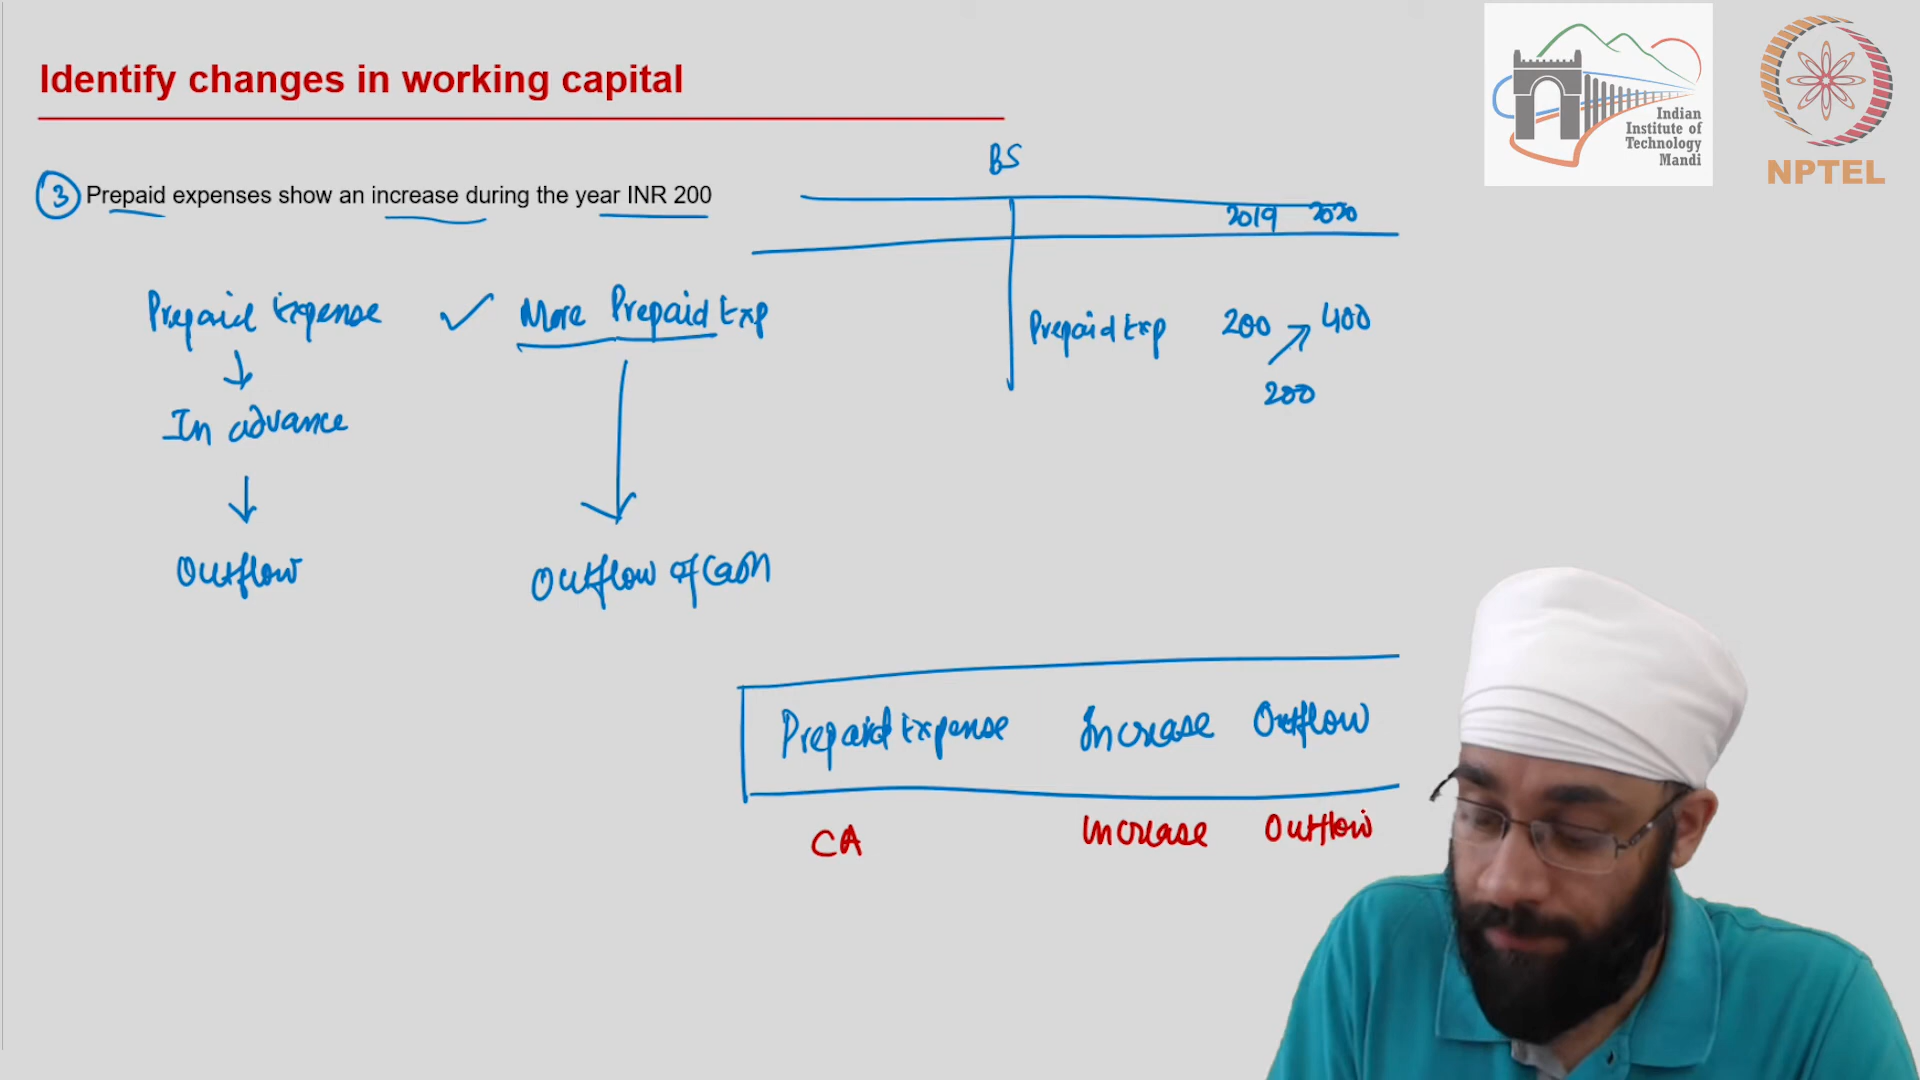 Identify changes in working capital
Indian
Institute of
Technology
Mandi
NPTEL
BS
3 Prepaid expenses show an increase during the year INR 200
2019 2020
Prepaid Expense ✓ More Prepaid Exp
Prepaid Exp 200 → 400
200
In advance
Outflow
Outflow of Cash
Prepaid Expense Increase Outflow
CA Increase Outflow